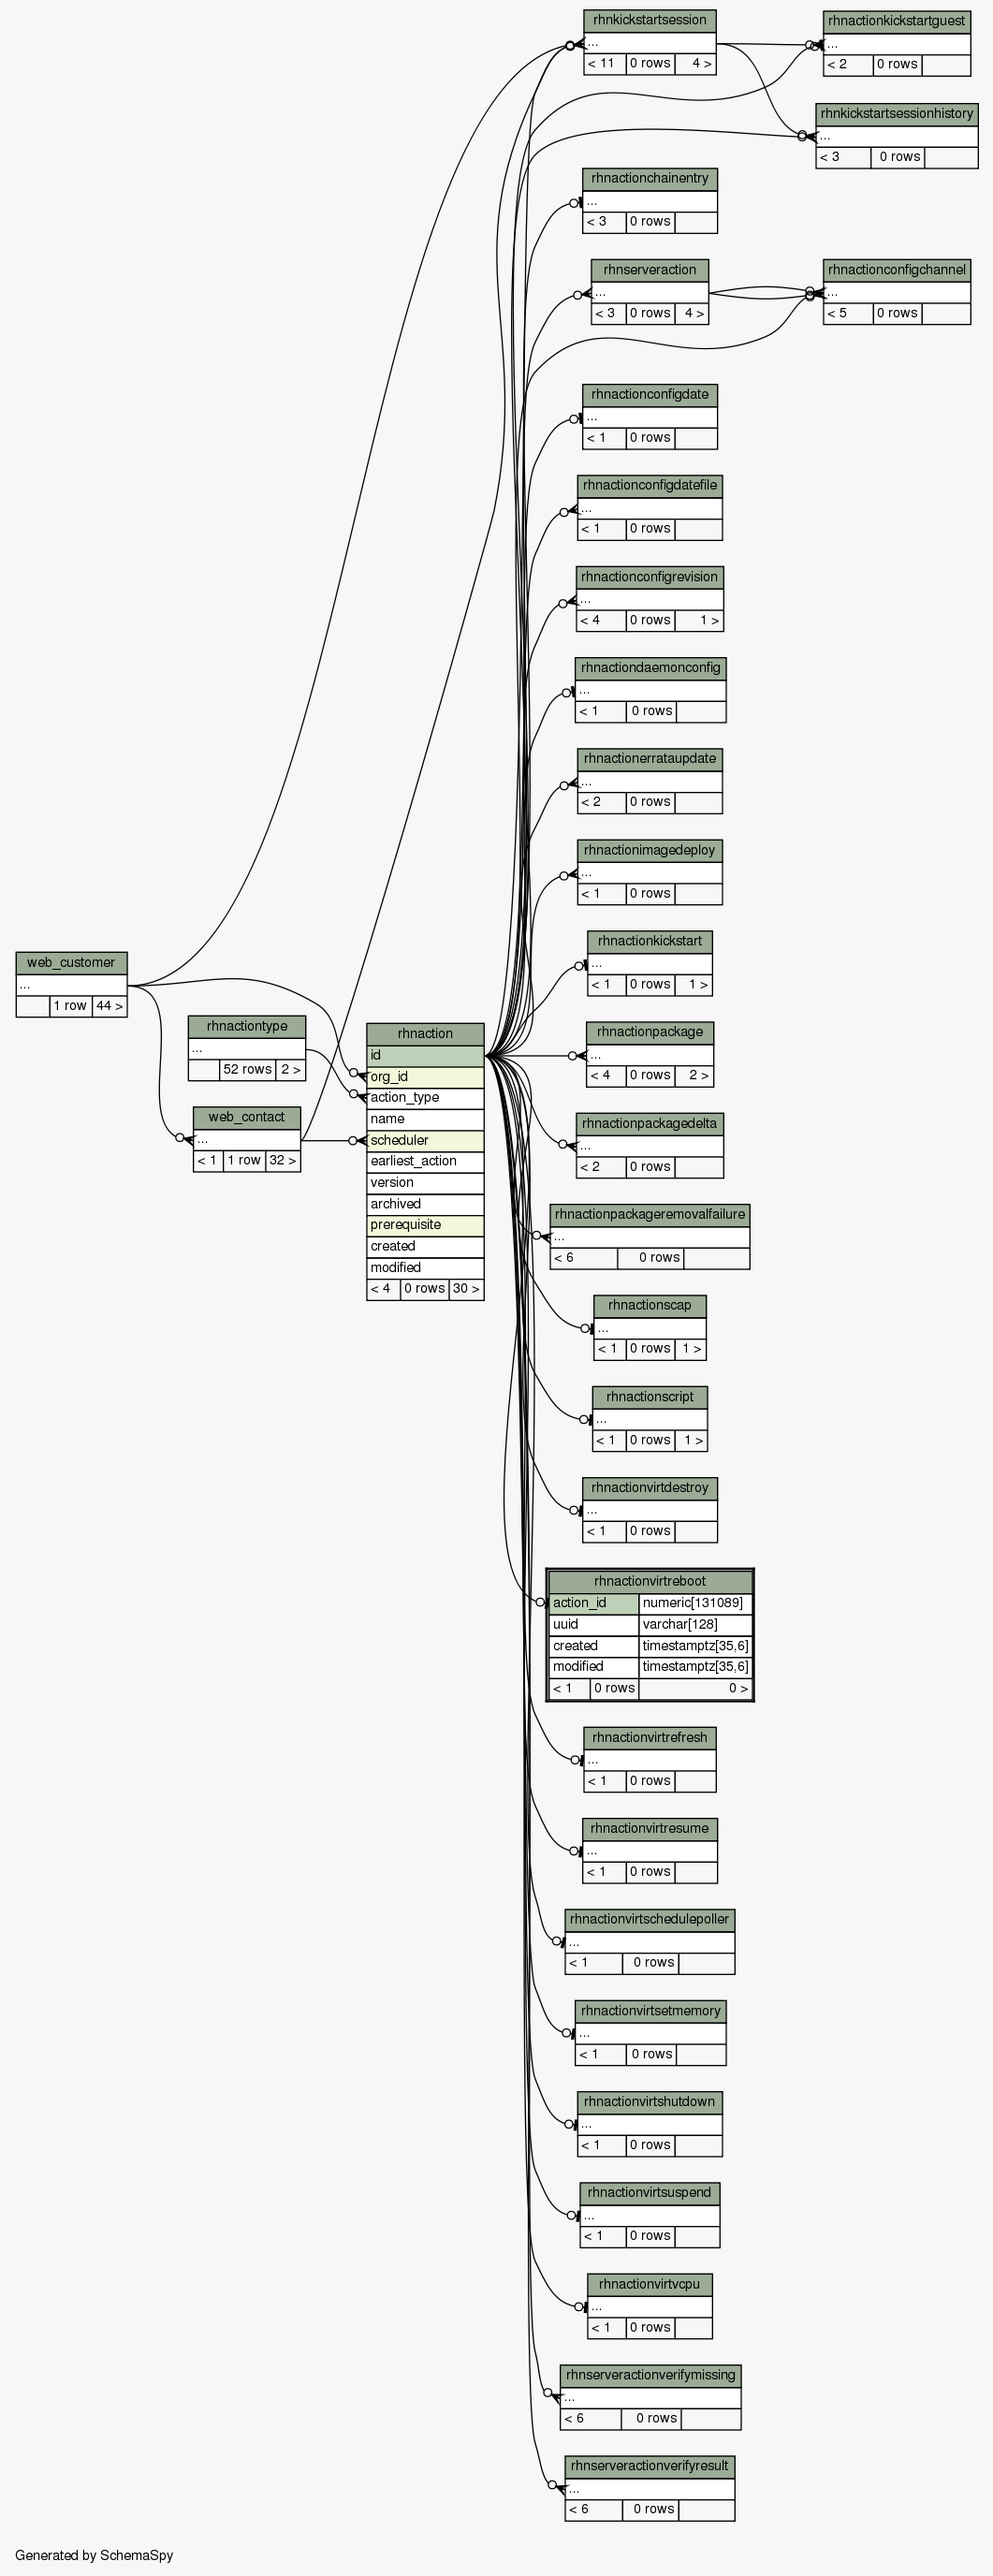 rhnkickstartsession
...
< 11 0 rows 4 >
rhnactionkickstartguest
...
< 2 0 rows
rhnkickstartsessionhistory
...
< 3 0 rows
rhnactionchainentry
...
< 3 0 rows
rhnserveraction
...
< 3 0 rows 4 >
rhnactionconfigchannel
...
< 5 0 rows
rhnactionconfigdate
...
< 1 0 rows
rhnactionconfigdatefile
...
< 1 0 rows
rhnactionconfigrevision
...
< 4 0 rows 1 >
rhnactiondaemonconfig
...
< 1 0 rows
rhnactionerrataupdate
...
< 2 0 rows
rhnactionimagedeploy
...
< 1 0 rows
rhnactionkickstart
...
< 1 0 rows 1 >
web_customer
...
1 row 44 >
rhnactiontype
...
52 rows 2 >
web_contact
...
< 1 1 row 32 >
rhnaction
id
org_id
action_type
name
scheduler
earliest_action
version
archived
prerequisite
created
modified
< 4 0 rows 30 >
rhnactionpackage
...
< 4 0 rows 2 >
rhnactionpackagedelta
...
< 2 0 rows
rhnactionpackageremovalfailure
...
< 6 0 rows
rhnactionscap
...
< 1 0 rows 1 >
rhnactionscript
...
< 1 0 rows 1 >
rhnactionvirtdestroy
...
< 1 0 rows
rhnactionvirtreboot
action_id numeric[131089]
uuid varchar[128]
created timestamptz[35,6]
modified timestamptz[35,6]
< 1 0 rows 0 >
rhnactionvirtrefresh
...
< 1 0 rows
rhnactionvirtresume
...
< 1 0 rows
rhnactionvirtschedulepoller
...
< 1 0 rows
rhnactionvirtsetmemory
...
< 1 0 rows
rhnactionvirtshutdown
...
< 1 0 rows
rhnactionvirtsuspend
...
< 1 0 rows
rhnactionvirtvcpu
...
< 1 0 rows
rhnserveractionverifymissing
...
< 6 0 rows
rhnserveractionverifyresult
...
< 6 0 rows
Generated by SchemaSpy